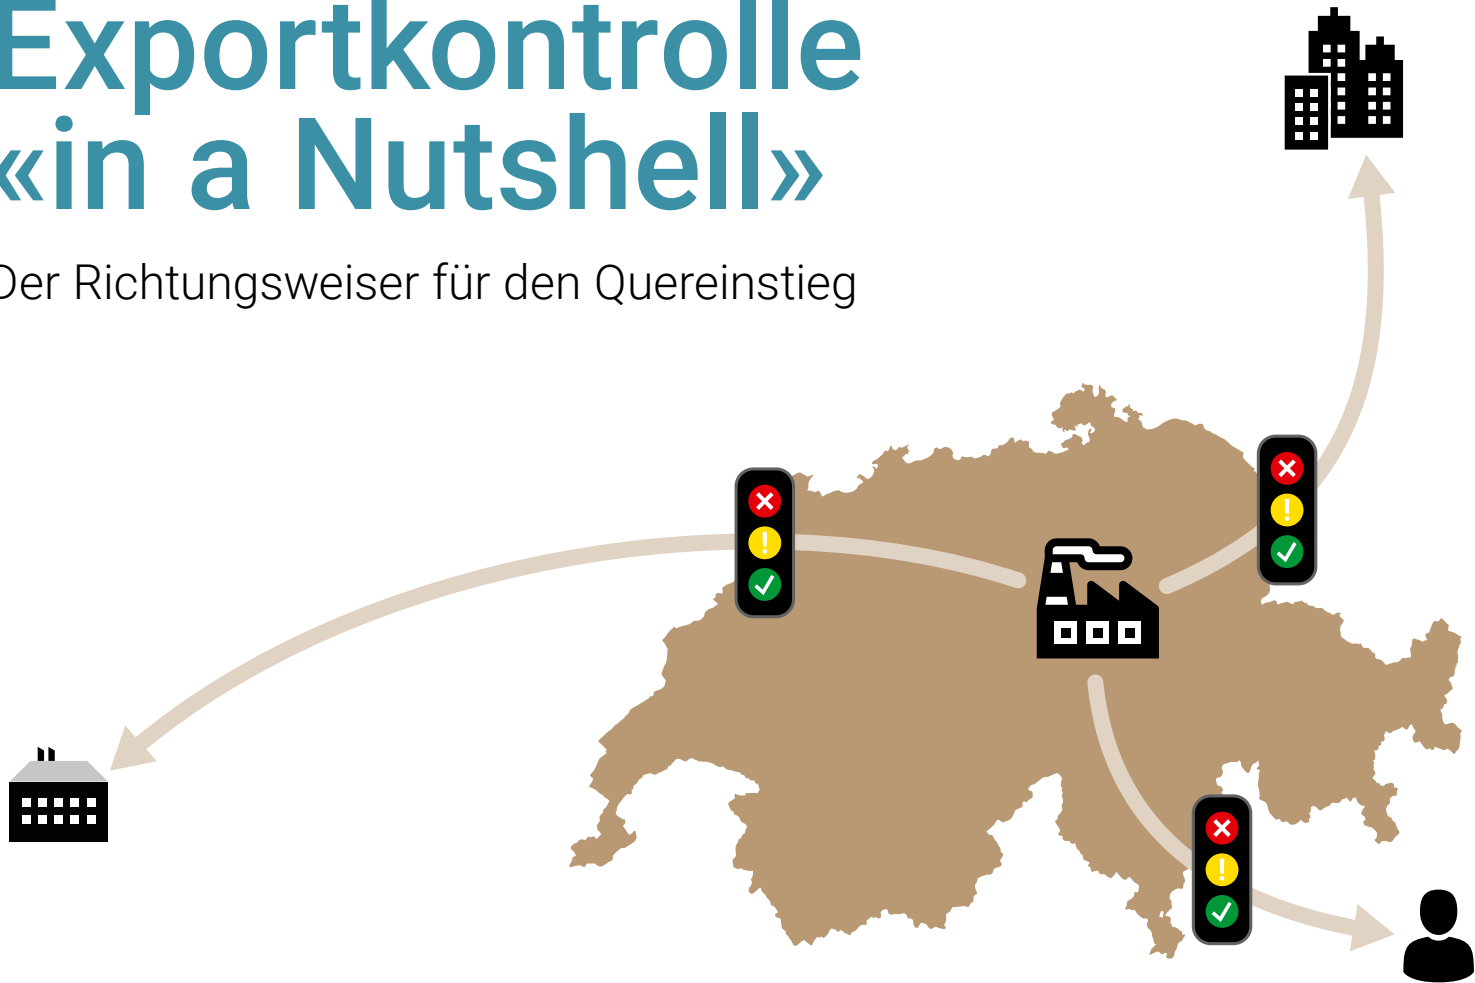 Exportkontrolle
«in a Nutshell»
Der Richtungsweiser für den Quereinstieg